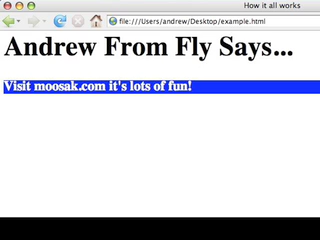 How it all works
file:///Users/andrew/Desktop/example.html
Andrew From Fly Says...
Visit moosak.com it's lots of fun!